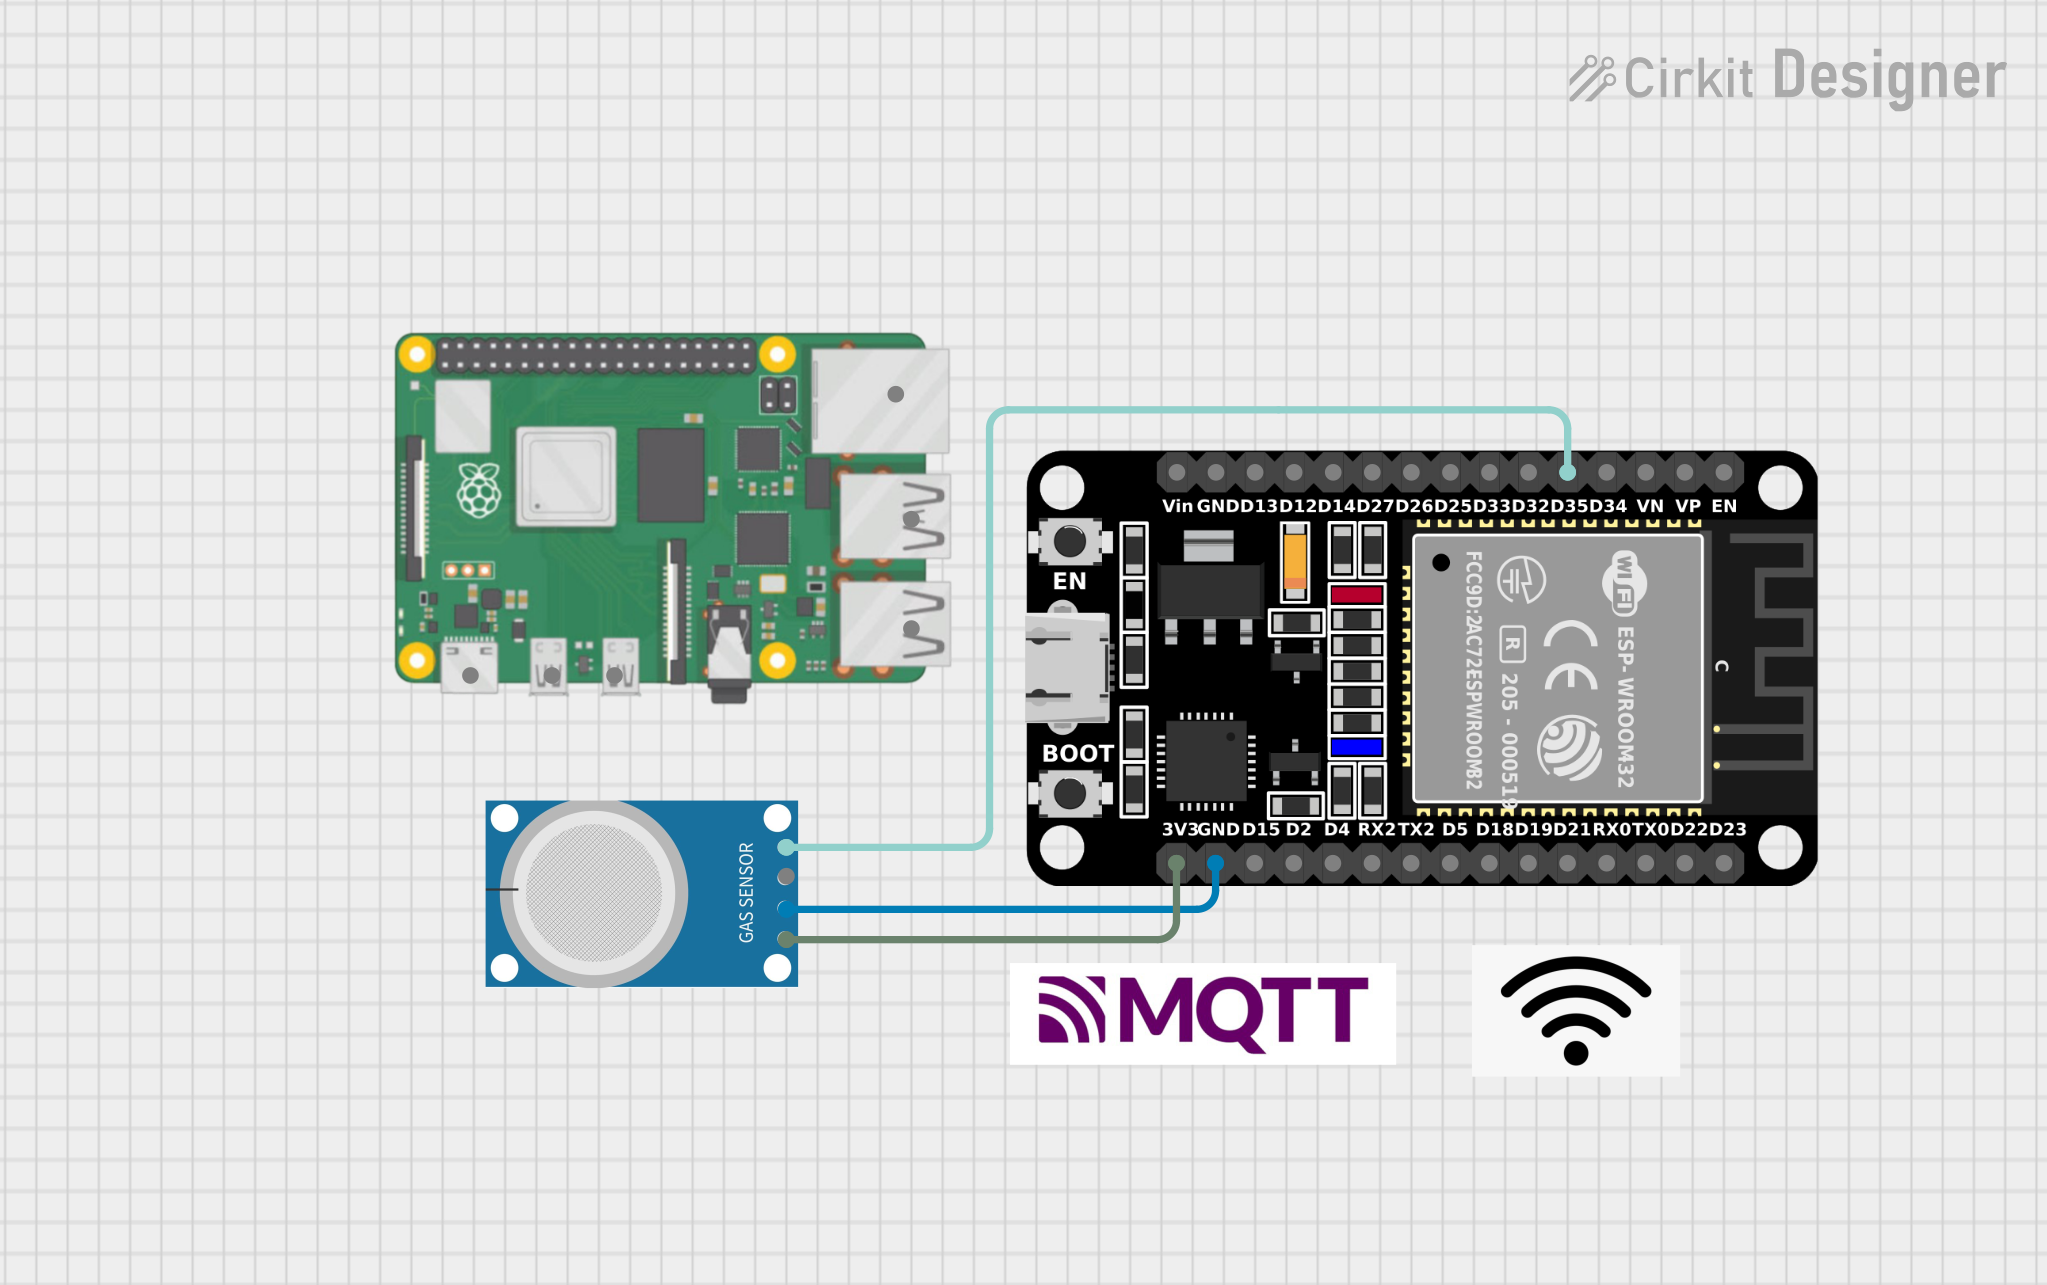 Cirkit Designer
Vin GND D13 D12 D14 D27 D26 D25 D33 D32 D35 D34 VN VP EN
EN
BOOT
FCC9D:2AC72ESPWROOM32
R 205 - 000519
WiFi
CE
ESP- WROOM32
C
3V3 GND D15 D2 D4 RX2 TX2 D5 D18 D19 D21 RX0 TX0 D22 D23
GAS SENSOR
MQTT